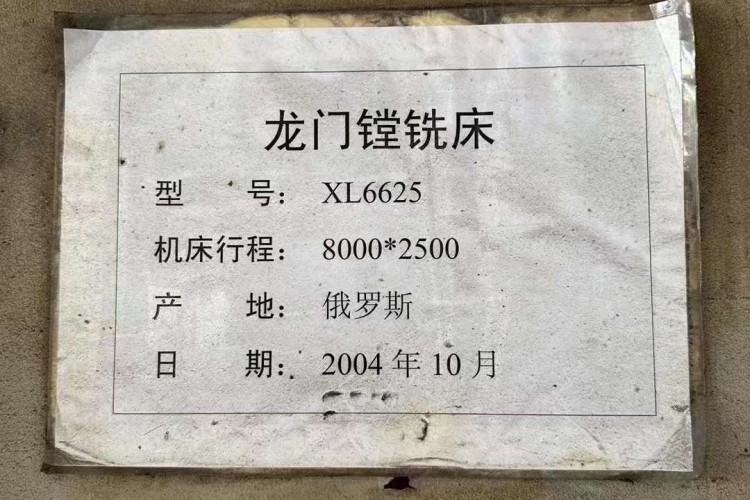 龙门镗铣床
型 号： XL6625
机床行程： 8000*2500
产 地： 俄罗斯
日 期： 2004 年 10 月